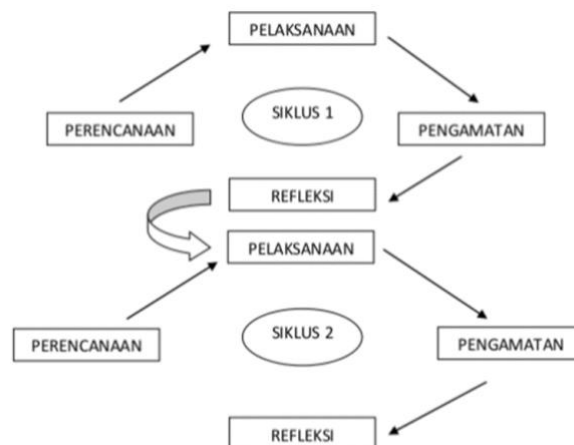 PELAKSANAAN
SIKLUS 1
PERENCANAAN
PENGAMATAN
REFLEKSI
PELAKSANAAN
SIKLUS 2
PERENCANAAN
PENGAMATAN
REFLEKSI